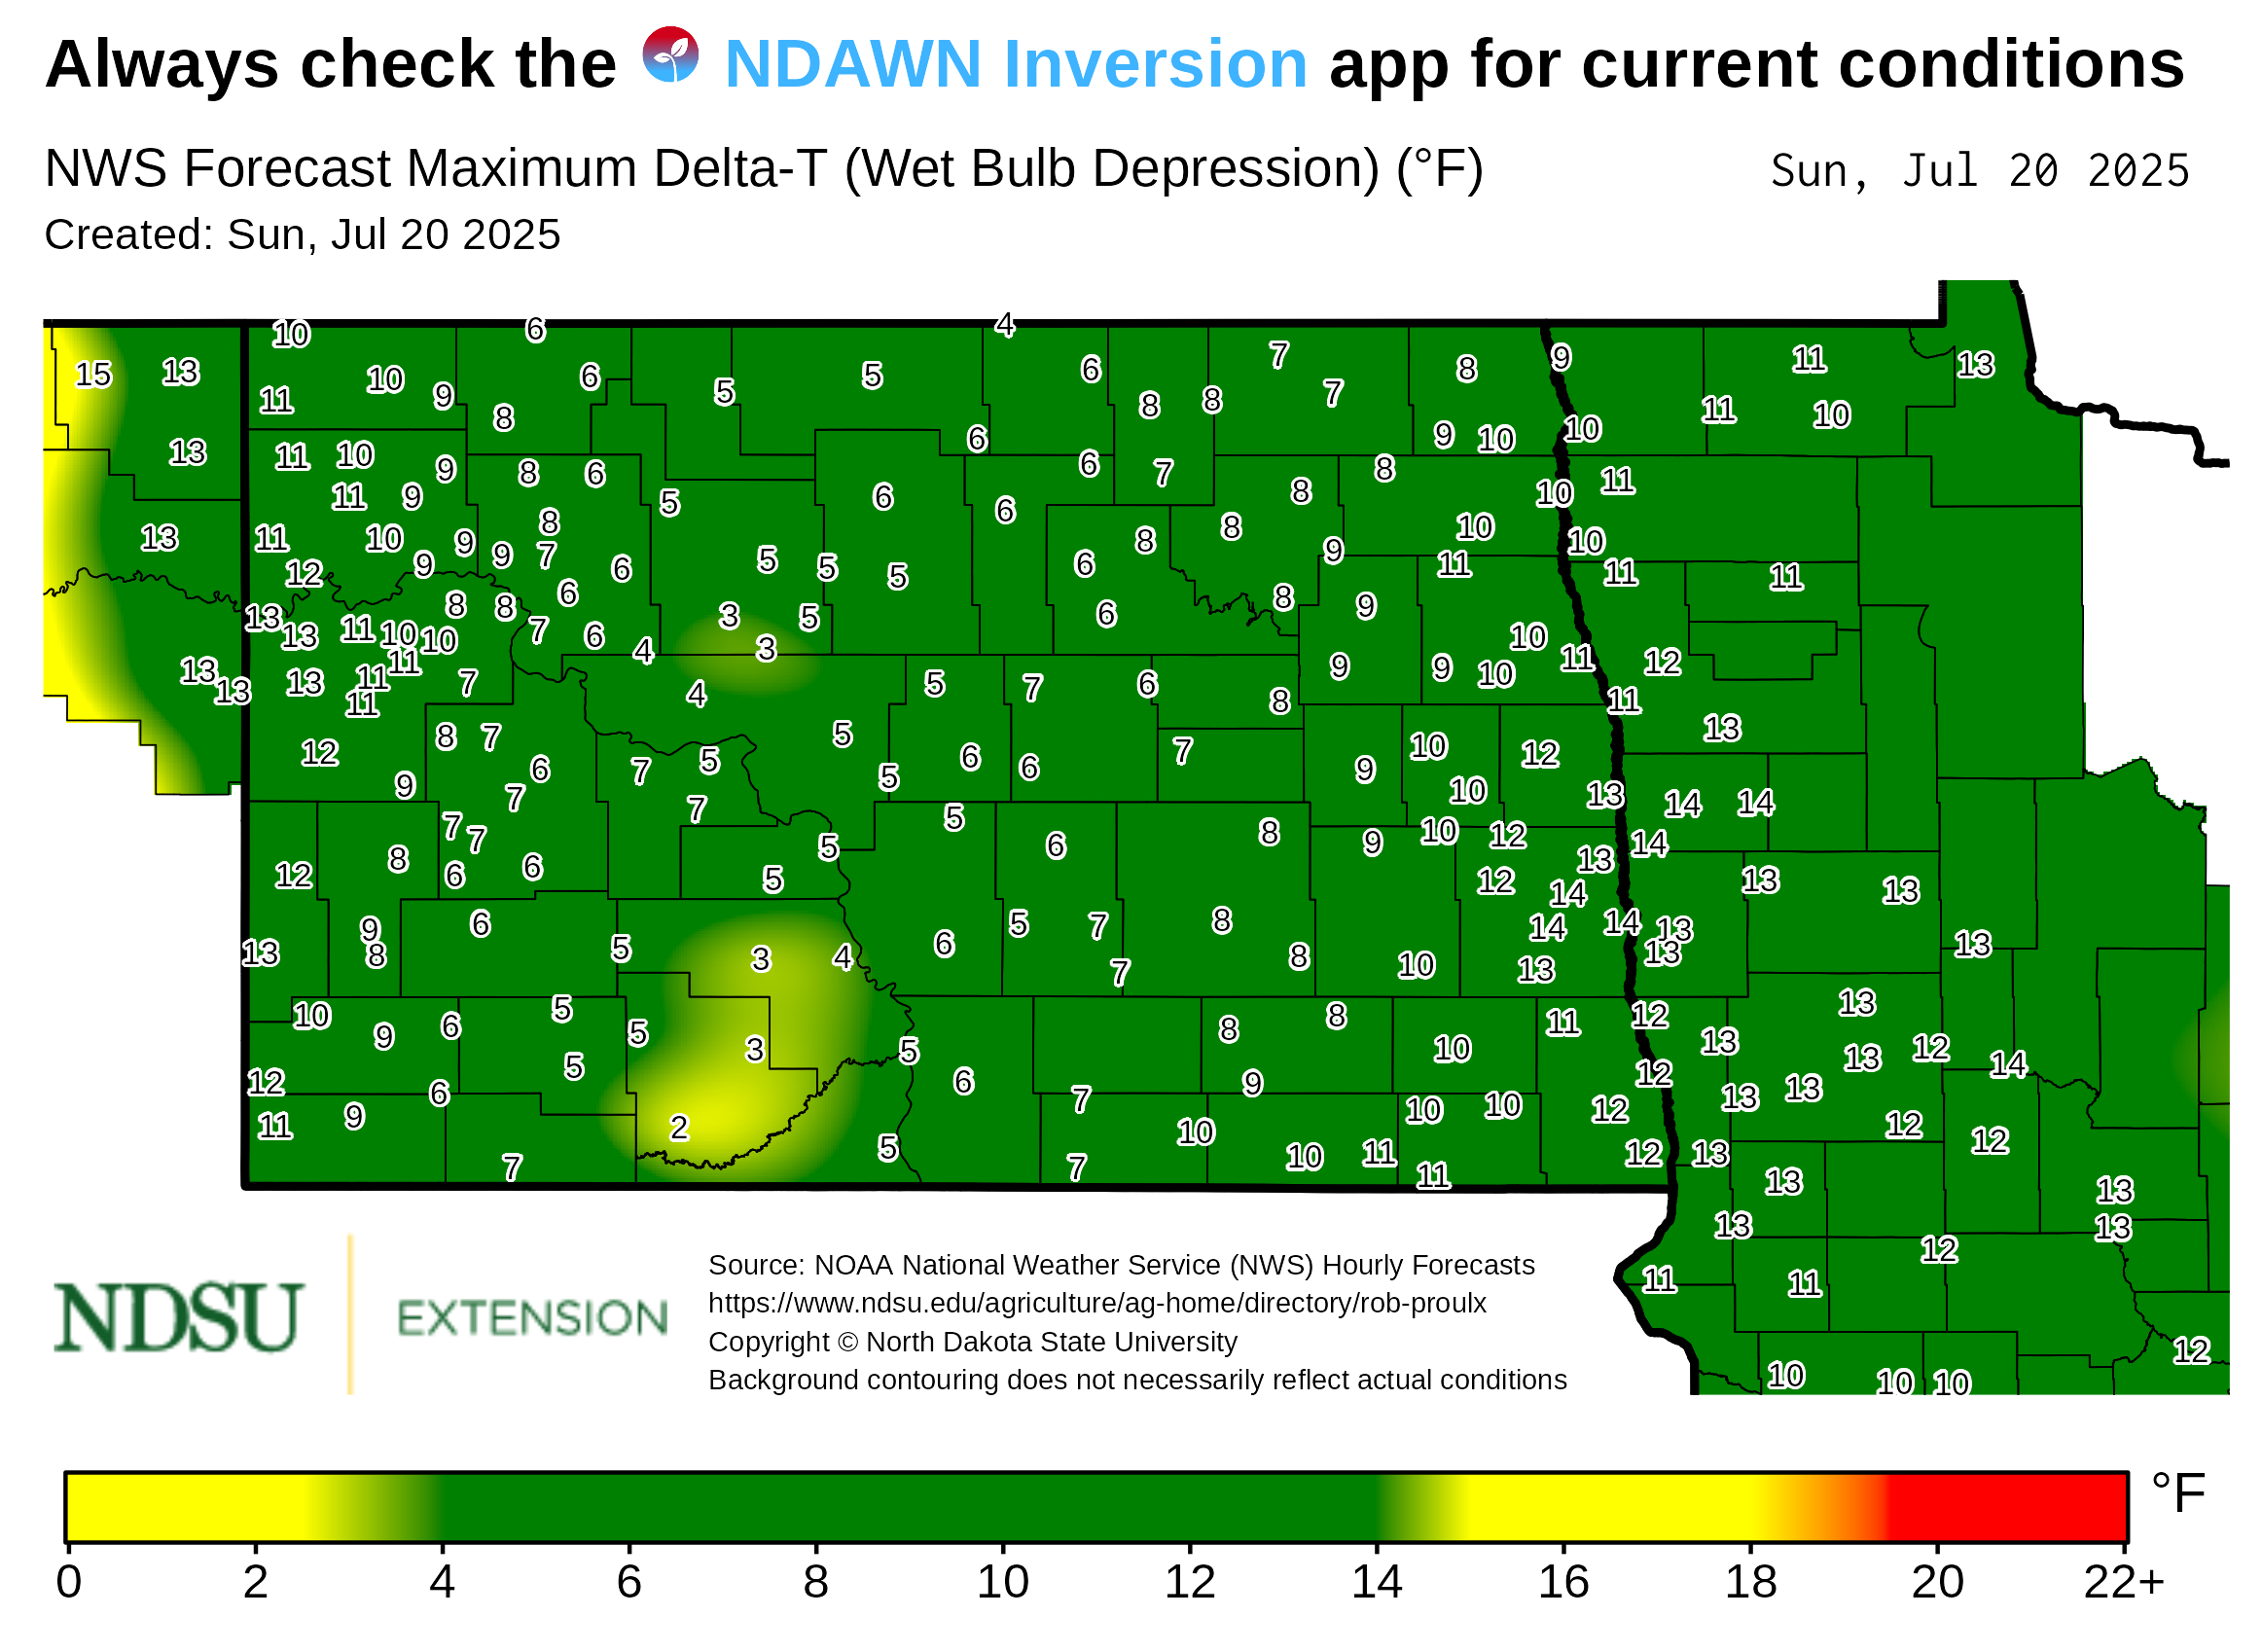 Always check the NDAWN Inversion app for current conditions
NWS Forecast Maximum Delta-T (Wet Bulb Depression) (°F) Sun, Jul 20 2025
Created: Sun, Jul 20 2025
10 6 4
15 13 10 9 6 5 5 6 7 8 9 11 13
11 8 8 8 7 11 10
13 11 10 9 8 6 6 6 7 8 9 10 10
11 9 5 6 6 8 8 10 11
13 11 10 9 9 8 7 8 8 9 10 10
12 9 6 5 5 5 6 11 11 11
13 8 8 6 3 5 6 8 9
13 11 10 10 7 6 4 3 10 11 12
13 13 13 11 11 11 7 4 5 7 6 8 9 9 10 11
12 8 7 6 7 5 5 5 6 6 7 9 10 12 13
9 7 7 5 10 13 14 14
7 7 8 6 5 5 6 8 9 10 12 14
12 6 5 12 13 14 13 13
13 9 8 6 5 3 4 6 5 7 7 8 8 10 14 13 14 13 13 13
10 9 6 5 5 3 5 8 8 10 11 12 13 13 13 12 14
12 11 9 6 5 2 5 6 7 9 10 10 10 12 12 13 13 12 12
7 7 10 11 11 12 13 13 13
13 13 12
11 11
12
10 10 10
NDSU EXTENSION
Source: NOAA National Weather Service (NWS) Hourly Forecasts
https://www.ndsu.edu/agriculture/ag-home/directory/rob-proulx
Copyright © North Dakota State University
Background contouring does not necessarily reflect actual conditions
°F
0 2 4 6 8 10 12 14 16 18 20 22+